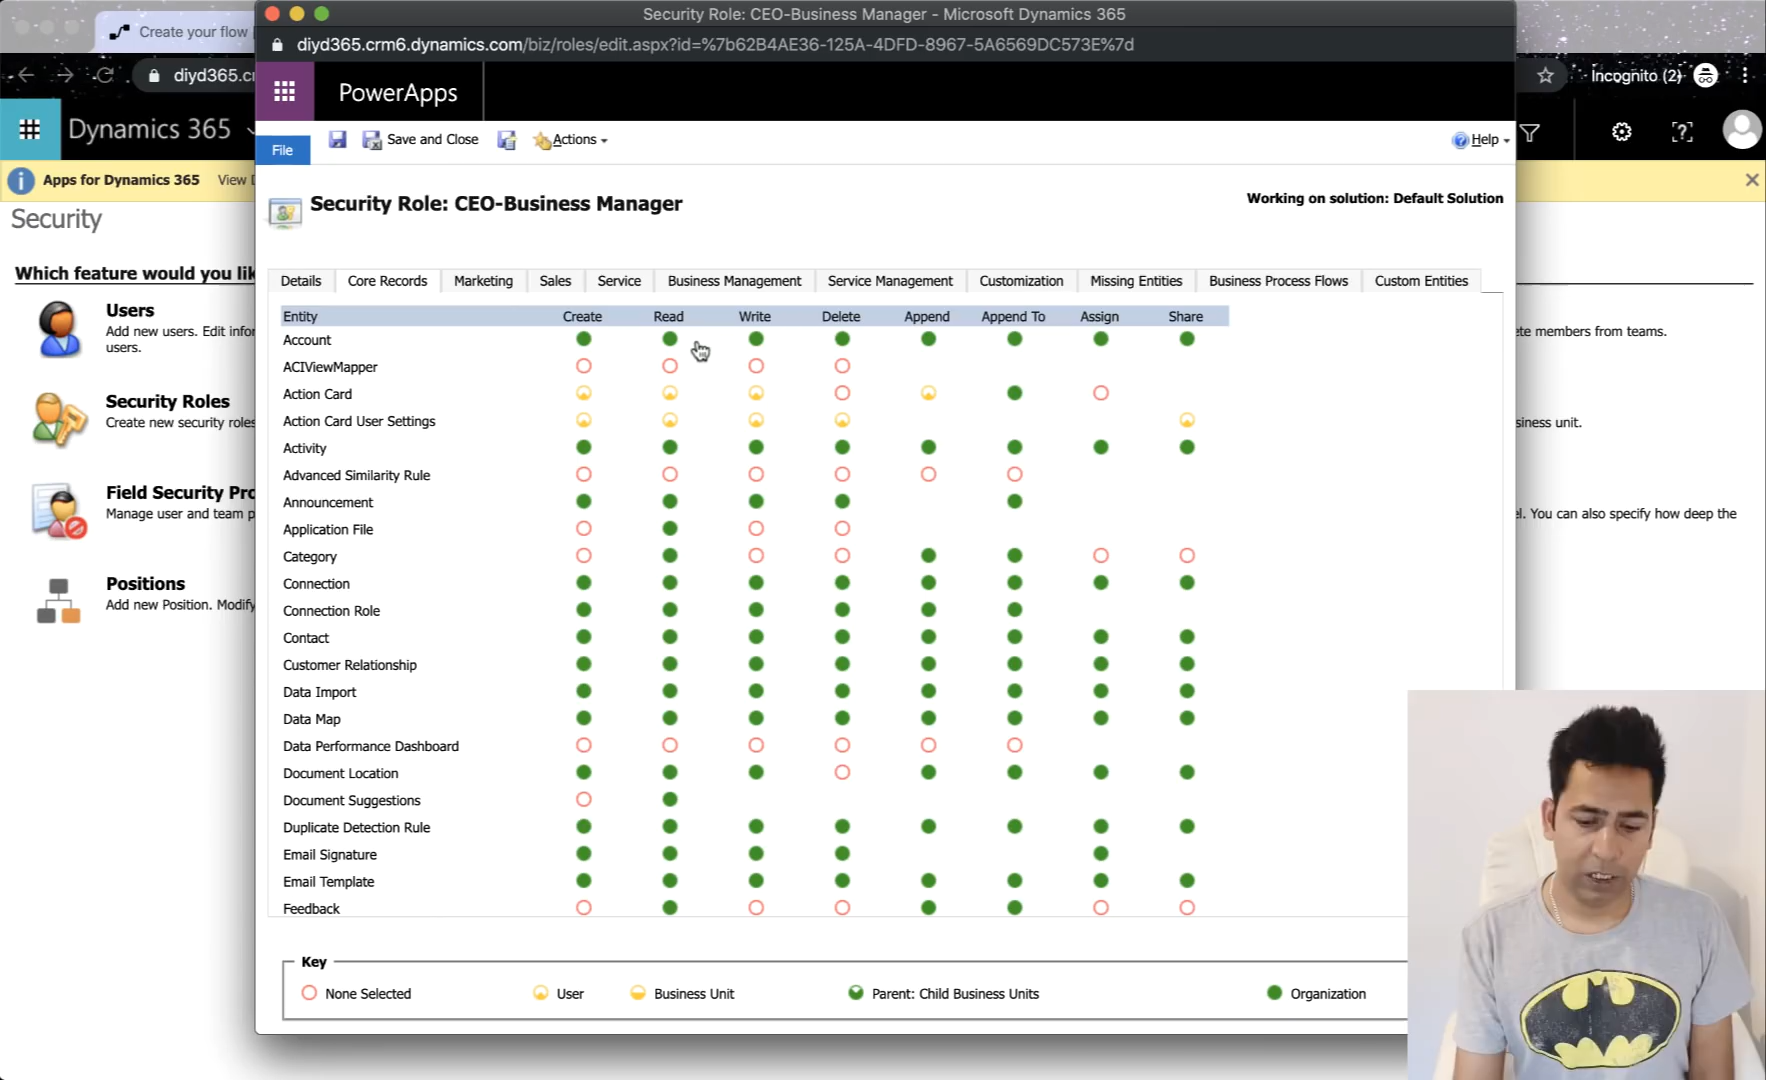 Security Role: CEO-Business Manager - Microsoft Dynamics 365
Create your flow
diyd365.crm6.dynamics.com/biz/roles/edit.aspx?id=%7b62B4AE36-125A-4DFD-8967-5A6569DC573E%7d
diyd365.c
Incognito (2)
PowerApps
Dynamics 365
File
Save and Close
Actions
Help
Apps for Dynamics 365 View
Security
Security Role: CEO-Business Manager
Working on solution: Default Solution
Which feature would you lik
Details Core Records Marketing Sales Service Business Management Service Management Customization Missing Entities Business Process Flows Custom Entities
Users
Add new users. Edit infor
users.
te members from teams.
Security Roles
Create new security roles
siness unit.
Field Security Pro
Manage user and team p
el. You can also specify how deep the
Positions
Add new Position. Modify
Entity Create Read Write Delete Append Append To Assign Share
Account
ACIViewMapper
Action Card
Action Card User Settings
Activity
Advanced Similarity Rule
Announcement
Application File
Category
Connection
Connection Role
Contact
Customer Relationship
Data Import
Data Map
Data Performance Dashboard
Document Location
Document Suggestions
Duplicate Detection Rule
Email Signature
Email Template
Feedback
Key
None Selected User Business Unit Parent: Child Business Units Organization